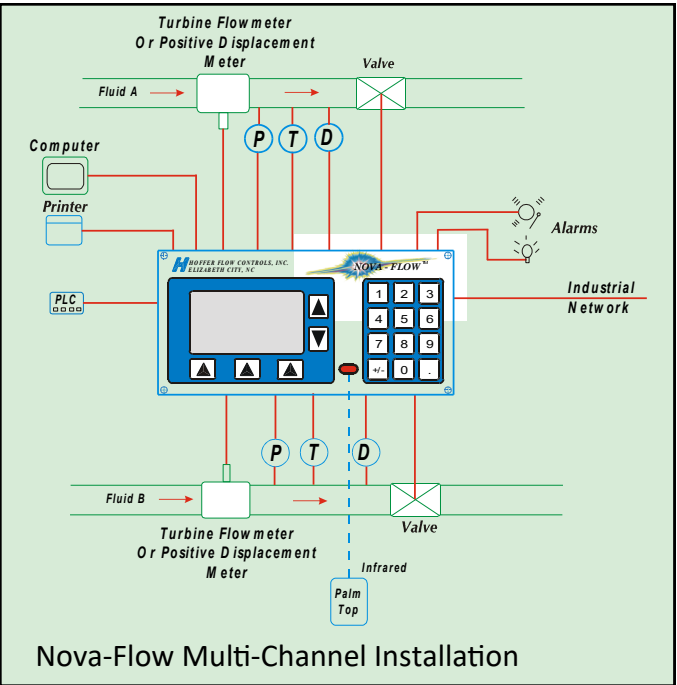 Turbine Flowmeter
Or Positive Displacement
Meter
Valve
Fluid A
P T D
Computer
Printer
Alarms
HOFFER FLOW CONTROLS, INC.
ELIZABETH CITY, NC
NOVA - FLOW™
PLC
Industrial
Network
1 2 3
4 5 6
7 8 9
+/- 0 .
P T D
Fluid B
Valve
Turbine Flowmeter
Or Positive Displacement
Meter
Infrared
Palm
Top
Nova-Flow Multi-Channel Installation